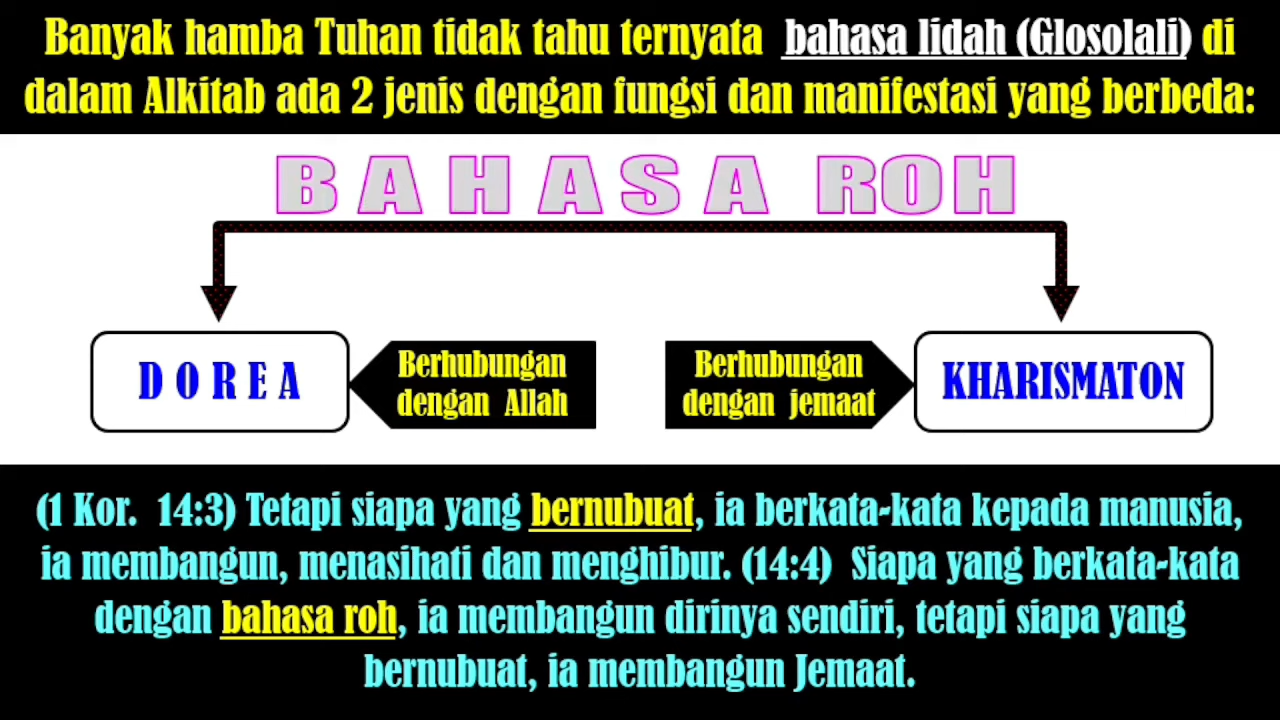 Banyak hamba Tuhan tidak tahu ternyata bahasa lidah (Glosolali) di
dalam Alkitab ada 2 jenis dengan fungsi dan manifestasi yang berbeda:
BAHASA ROH
DOREA
Berhubungan
dengan Allah
Berhubungan
dengan jemaat
KHARISMATON
(1 Kor. 14:3) Tetapi siapa yang bernubuat, ia berkata-kata kepada manusia,
ia membangun, menasihati dan menghibur. (14:4) Siapa yang berkata-kata
dengan bahasa roh, ia membangun dirinya sendiri, tetapi siapa yang
bernubuat, ia membangun Jemaat.